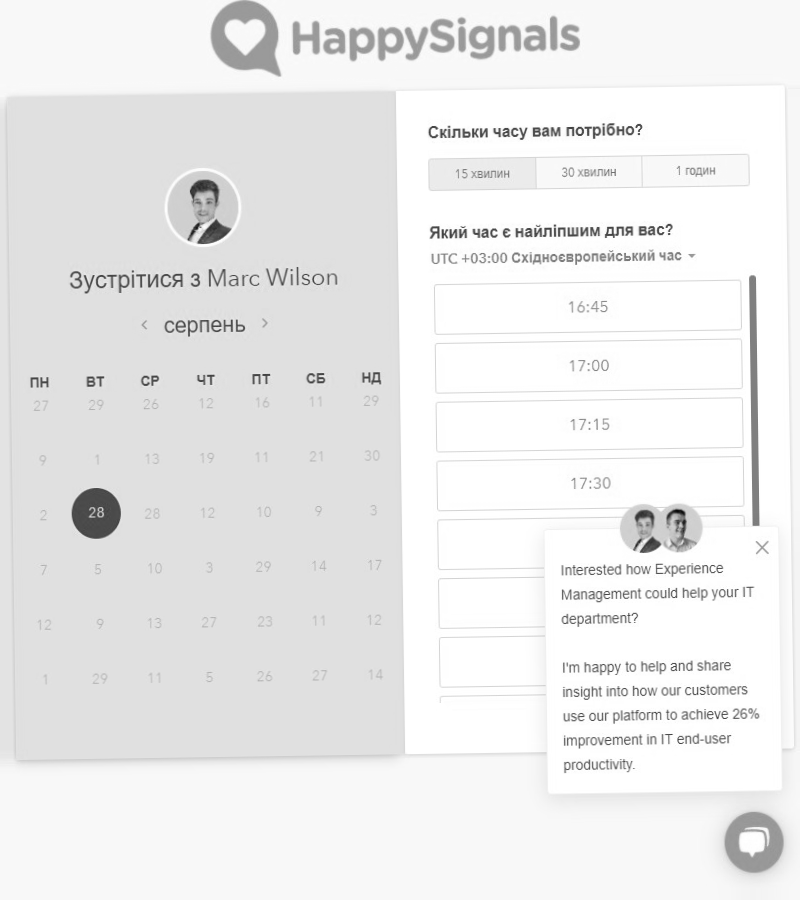 HappySignals
Зустрітися з Marc Wilson
серпень
ПН ВТ СР ЧТ ПТ СБ НД
27 29 26 12 16 11 29
9 1 13 19 11 21 30
2 28 28 12 10 9 3
7 5 10 3 29 14 17
12 9 13 27 23 11 12
1 29 11 5 26 27 14
Скільки часу вам потрібно?
15 хвилин 30 хвилин 1 годин
Який час є найліпшим для вас?
UTC +03:00 Східноєвропейський час
16:45
17:00
17:15
17:30
Interested how Experience
Management could help your IT
department?
I'm happy to help and share
insight into how our customers
use our platform to achieve 26%
improvement in IT end-user
productivity.